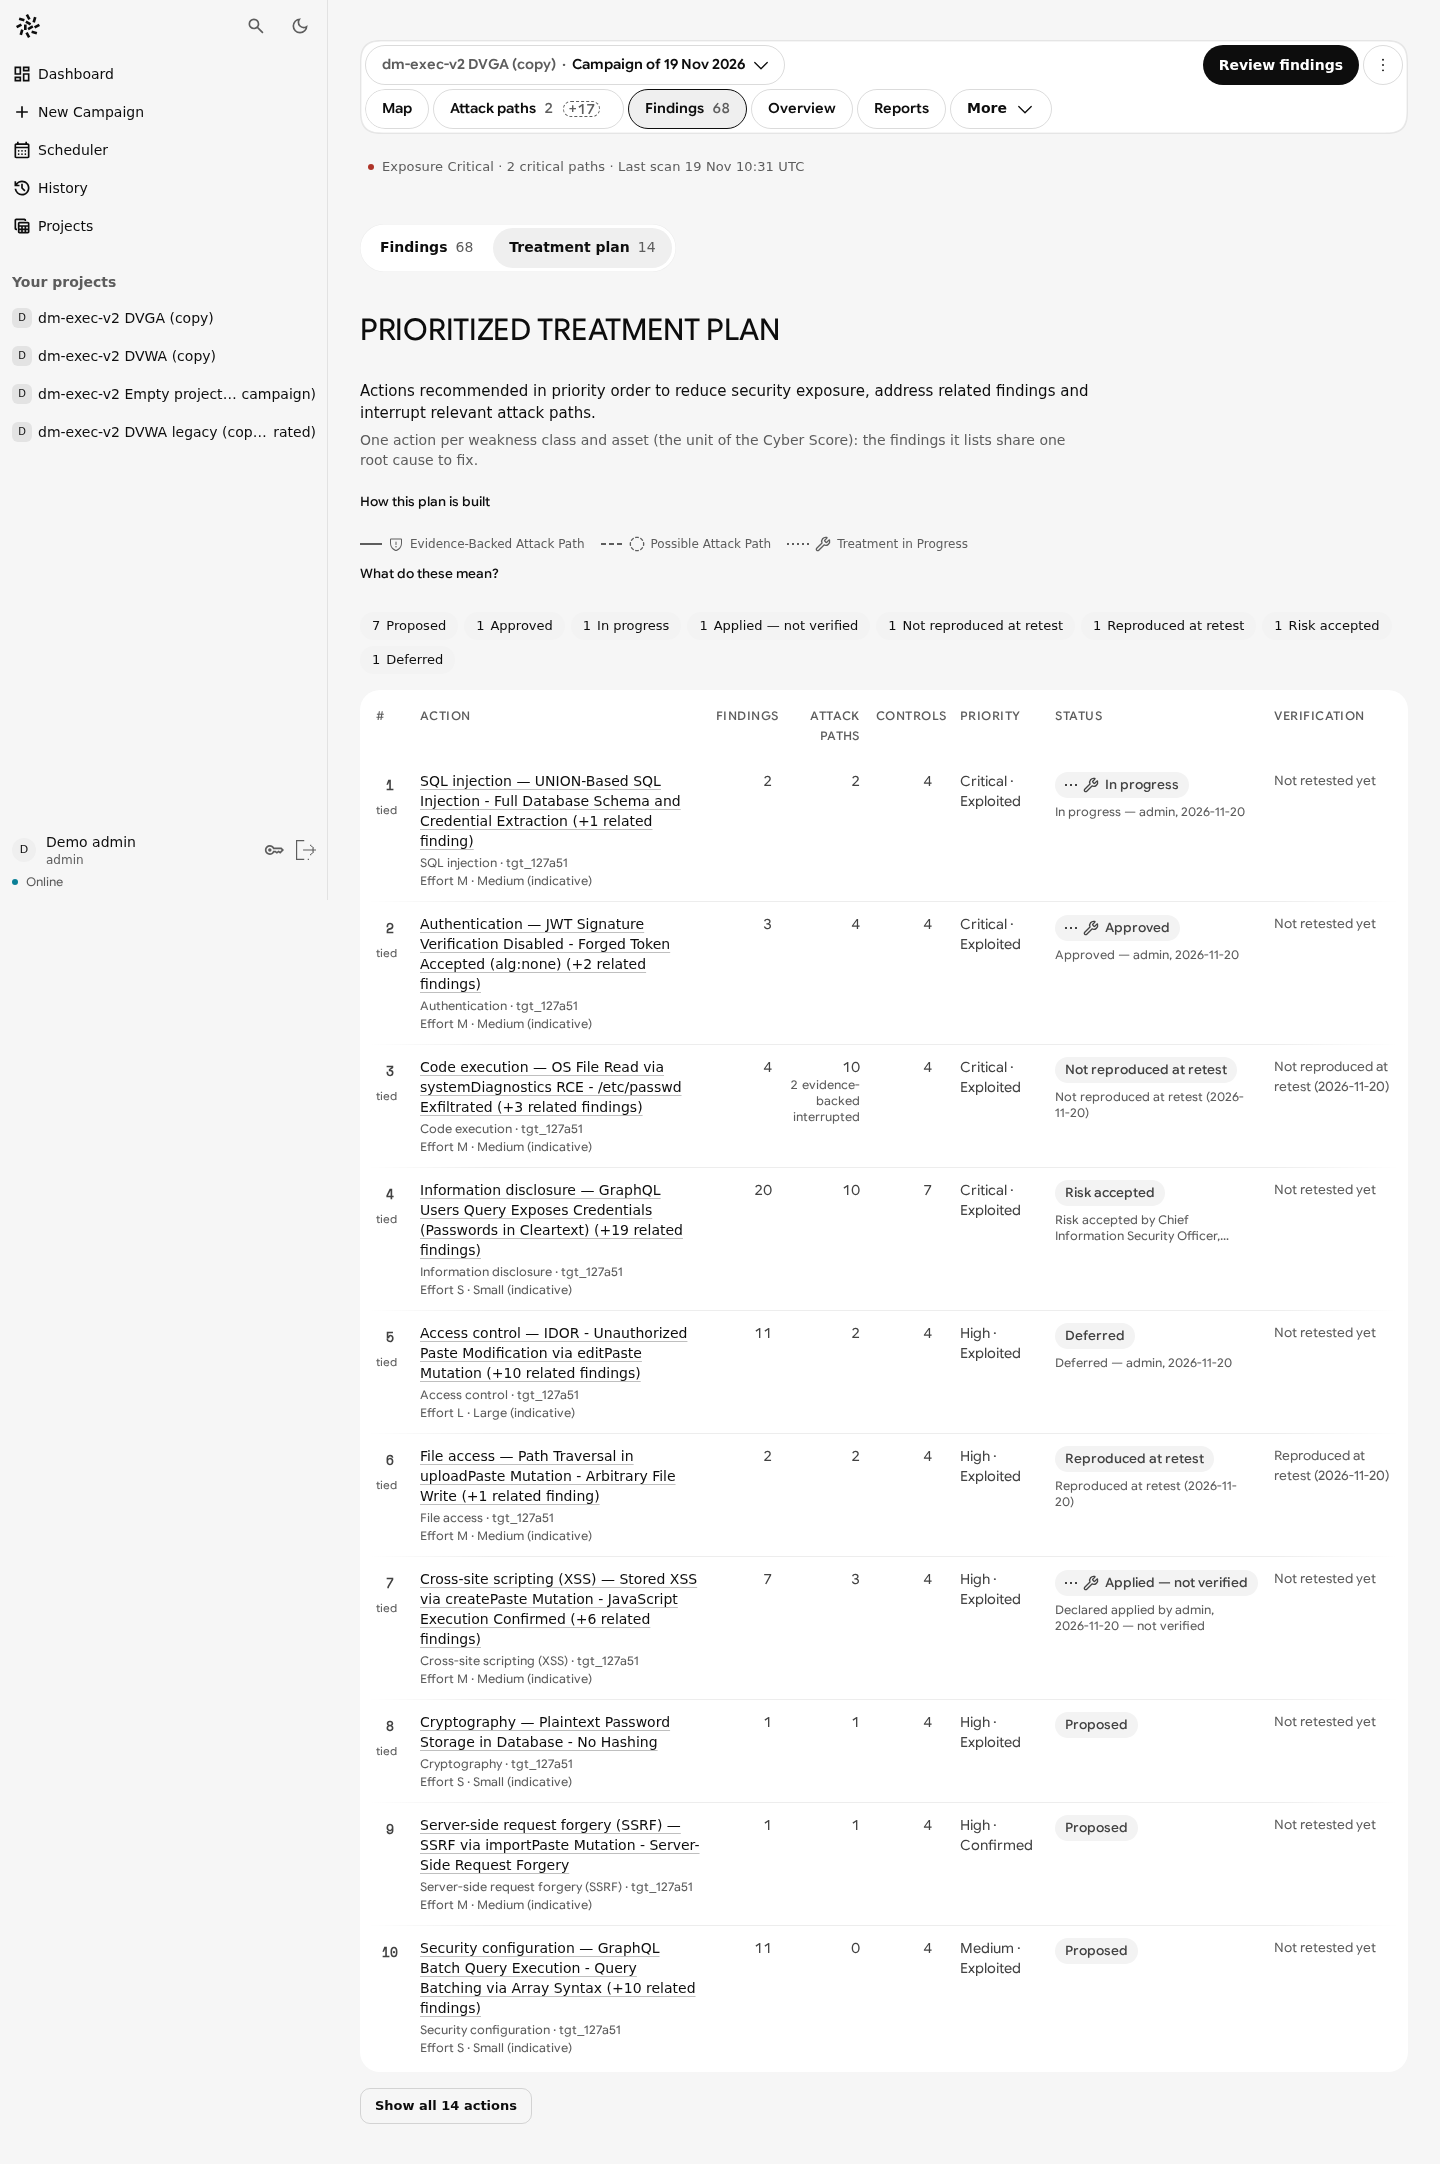 Dashboard
New Campaign
Scheduler
History
Projects
Your projects
D dm-exec-v2 DVGA (copy)
D dm-exec-v2 DVWA (copy)
D dm-exec-v2 Empty project… campaign)
D dm-exec-v2 DVWA legacy (cop… rated)
D Demo admin
admin
Online
dm-exec-v2 DVGA (copy) · Campaign of 19 Nov 2026
Review findings
Map
Attack paths 2 +17
Findings 68
Overview
Reports
More
Exposure Critical · 2 critical paths · Last scan 19 Nov 10:31 UTC
Findings 68
Treatment plan 14
PRIORITIZED TREATMENT PLAN
Actions recommended in priority order to reduce security exposure, address related findings and
interrupt relevant attack paths.
One action per weakness class and asset (the unit of the Cyber Score): the findings it lists share one
root cause to fix.
How this plan is built
Evidence-Backed Attack Path
Possible Attack Path
Treatment in Progress
What do these mean?
7 Proposed
1 Approved
1 In progress
1 Applied — not verified
1 Not reproduced at retest
1 Reproduced at retest
1 Risk accepted
1 Deferred
# ACTION FINDINGS ATTACK CONTROLS PRIORITY STATUS VERIFICATION
PATHS
1 SQL injection — UNION-Based SQL 2 2 4 Critical · In progress Not retested yet
tied Injection - Full Database Schema and Exploited In progress — admin, 2026-11-20
Credential Extraction (+1 related
finding)
SQL injection · tgt_127a51
Effort M · Medium (indicative)
2 Authentication — JWT Signature 3 4 4 Critical · Approved Not retested yet
tied Verification Disabled - Forged Token Exploited Approved — admin, 2026-11-20
Accepted (alg:none) (+2 related
findings)
Authentication · tgt_127a51
Effort M · Medium (indicative)
3 Code execution — OS File Read via 4 10 4 Critical · Not reproduced at retest Not reproduced at
tied systemDiagnostics RCE - /etc/passwd 2 evidence- Exploited Not reproduced at retest (2026- retest (2026-11-20)
Exfiltrated (+3 related findings) backed 11-20)
Code execution · tgt_127a51 interrupted
Effort M · Medium (indicative)
4 Information disclosure — GraphQL 20 10 7 Critical · Risk accepted Not retested yet
tied Users Query Exposes Credentials Exploited Risk accepted by Chief
(Passwords in Cleartext) (+19 related Information Security Officer,…
findings)
Information disclosure · tgt_127a51
Effort S · Small (indicative)
5 Access control — IDOR - Unauthorized 11 2 4 High · Deferred Not retested yet
tied Paste Modification via editPaste Exploited Deferred — admin, 2026-11-20
Mutation (+10 related findings)
Access control · tgt_127a51
Effort L · Large (indicative)
6 File access — Path Traversal in 2 2 4 High · Reproduced at retest Reproduced at
tied uploadPaste Mutation - Arbitrary File Exploited Reproduced at retest (2026-11- retest (2026-11-20)
Write (+1 related finding) 20)
File access · tgt_127a51
Effort M · Medium (indicative)
7 Cross-site scripting (XSS) — Stored XSS 7 3 4 High · Applied — not verified Not retested yet
tied via createPaste Mutation - JavaScript Exploited Declared applied by admin,
Execution Confirmed (+6 related 2026-11-20 — not verified
findings)
Cross-site scripting (XSS) · tgt_127a51
Effort M · Medium (indicative)
8 Cryptography — Plaintext Password 1 1 4 High · Proposed Not retested yet
tied Storage in Database - No Hashing Exploited
Cryptography · tgt_127a51
Effort S · Small (indicative)
9 Server-side request forgery (SSRF) — 1 1 4 High · Proposed Not retested yet
SSRF via importPaste Mutation - Server- Confirmed
Side Request Forgery
Server-side request forgery (SSRF) · tgt_127a51
Effort M · Medium (indicative)
10 Security configuration — GraphQL 11 0 4 Medium · Proposed Not retested yet
Batch Query Execution - Query Exploited
Batching via Array Syntax (+10 related
findings)
Security configuration · tgt_127a51
Effort S · Small (indicative)
Show all 14 actions